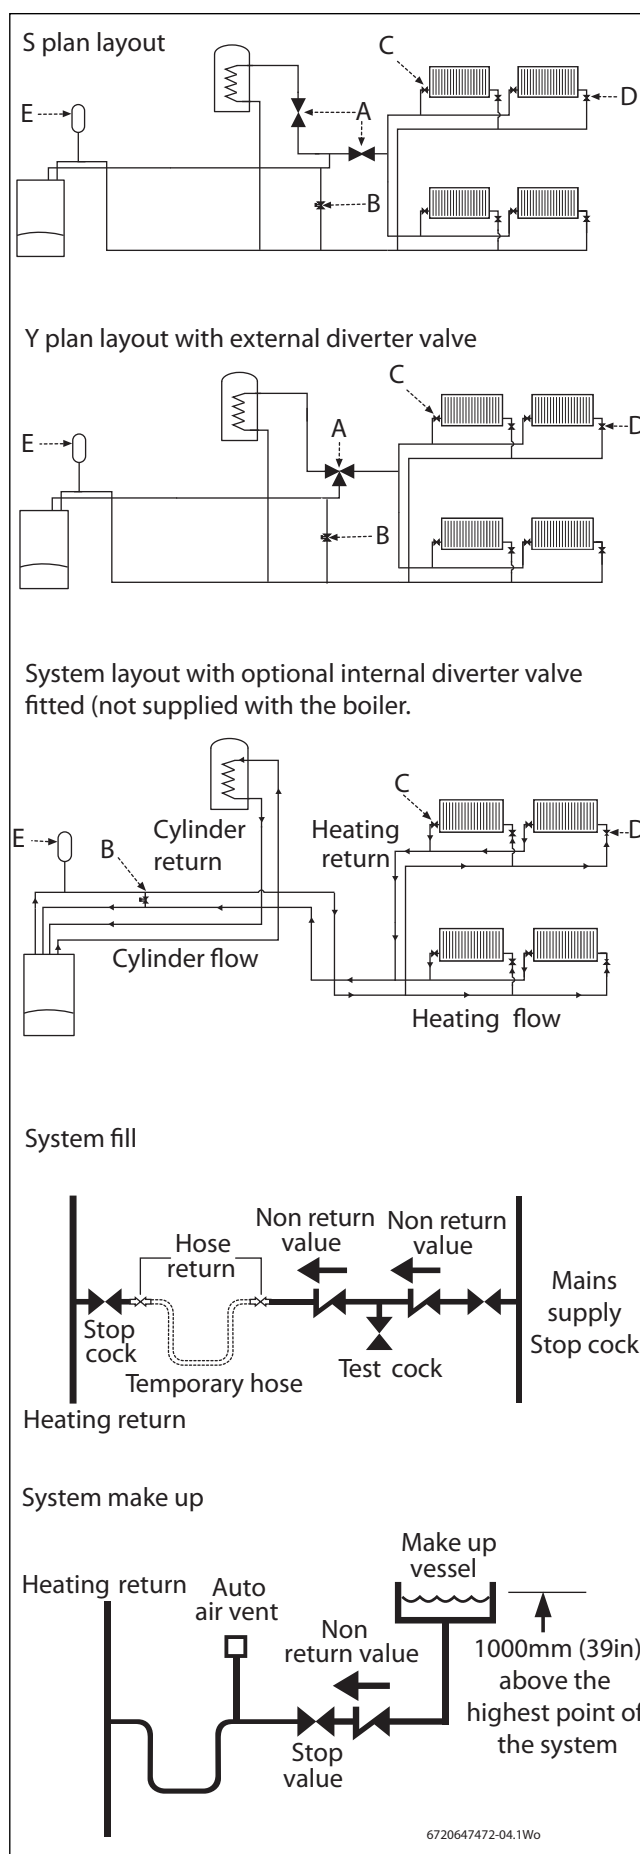 S plan layout
C
D
E
A
B
Y plan layout with external diverter valve
C
D
E
A
B
System layout with optional internal diverter valve
fitted (not supplied with the boiler.
C
D
E
B
Cylinder
return
Heating
return
Cylinder flow
Heating flow
System fill
Hose
return
Non return
value
Non return
value
Mains
supply
Stop cock
Stop
cock
Temporary hose
Test cock
Heating return
System make up
Make up
vessel
Heating return
Auto
air vent
Non
return value
1000mm (39in)
above the
highest point of
the system
Stop
value
6720647472-04.1Wo